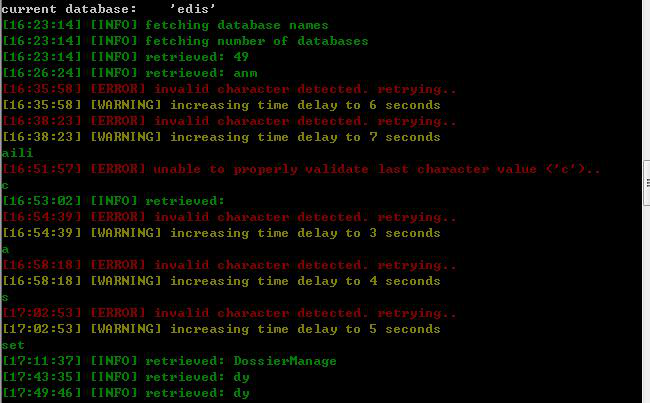 current database:    'edis'
[16:23:14] [INFO] fetching database names
[16:23:14] [INFO] fetching number of databases
[16:23:14] [INFO] retrieved: 49
[16:26:24] [INFO] retrieved: anm
[16:35:58] [ERROR] invalid character detected. retrying..
[16:35:58] [WARNING] increasing time delay to 6 seconds
[16:38:23] [ERROR] invalid character detected. retrying..
[16:38:23] [WARNING] increasing time delay to 7 seconds
aili
[16:51:57] [ERROR] unable to properly validate last character value ('c')..
c
[16:53:02] [INFO] retrieved:
[16:54:39] [ERROR] invalid character detected. retrying..
[16:54:39] [WARNING] increasing time delay to 3 seconds
a
[16:58:18] [ERROR] invalid character detected. retrying..
[16:58:18] [WARNING] increasing time delay to 4 seconds
s
[17:02:53] [ERROR] invalid character detected. retrying..
[17:02:53] [WARNING] increasing time delay to 5 seconds
set
[17:11:37] [INFO] retrieved: DossierManage
[17:43:35] [INFO] retrieved: dy
[17:49:46] [INFO] retrieved: dy